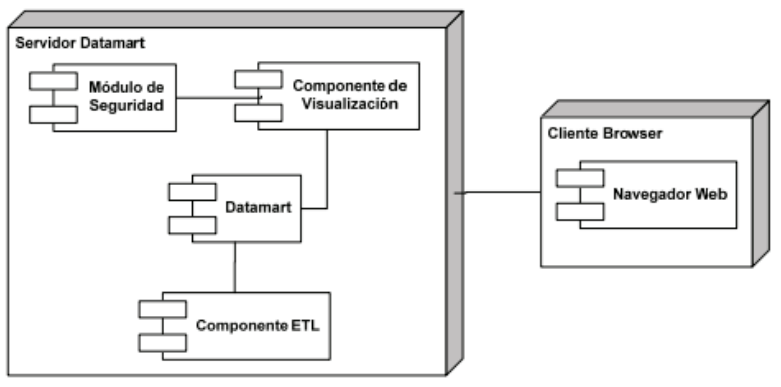 Servidor Datamart
Módulo de
Seguridad
Componente de
Visualización
Datamart
Componente ETL
Cliente Browser
Navegador Web